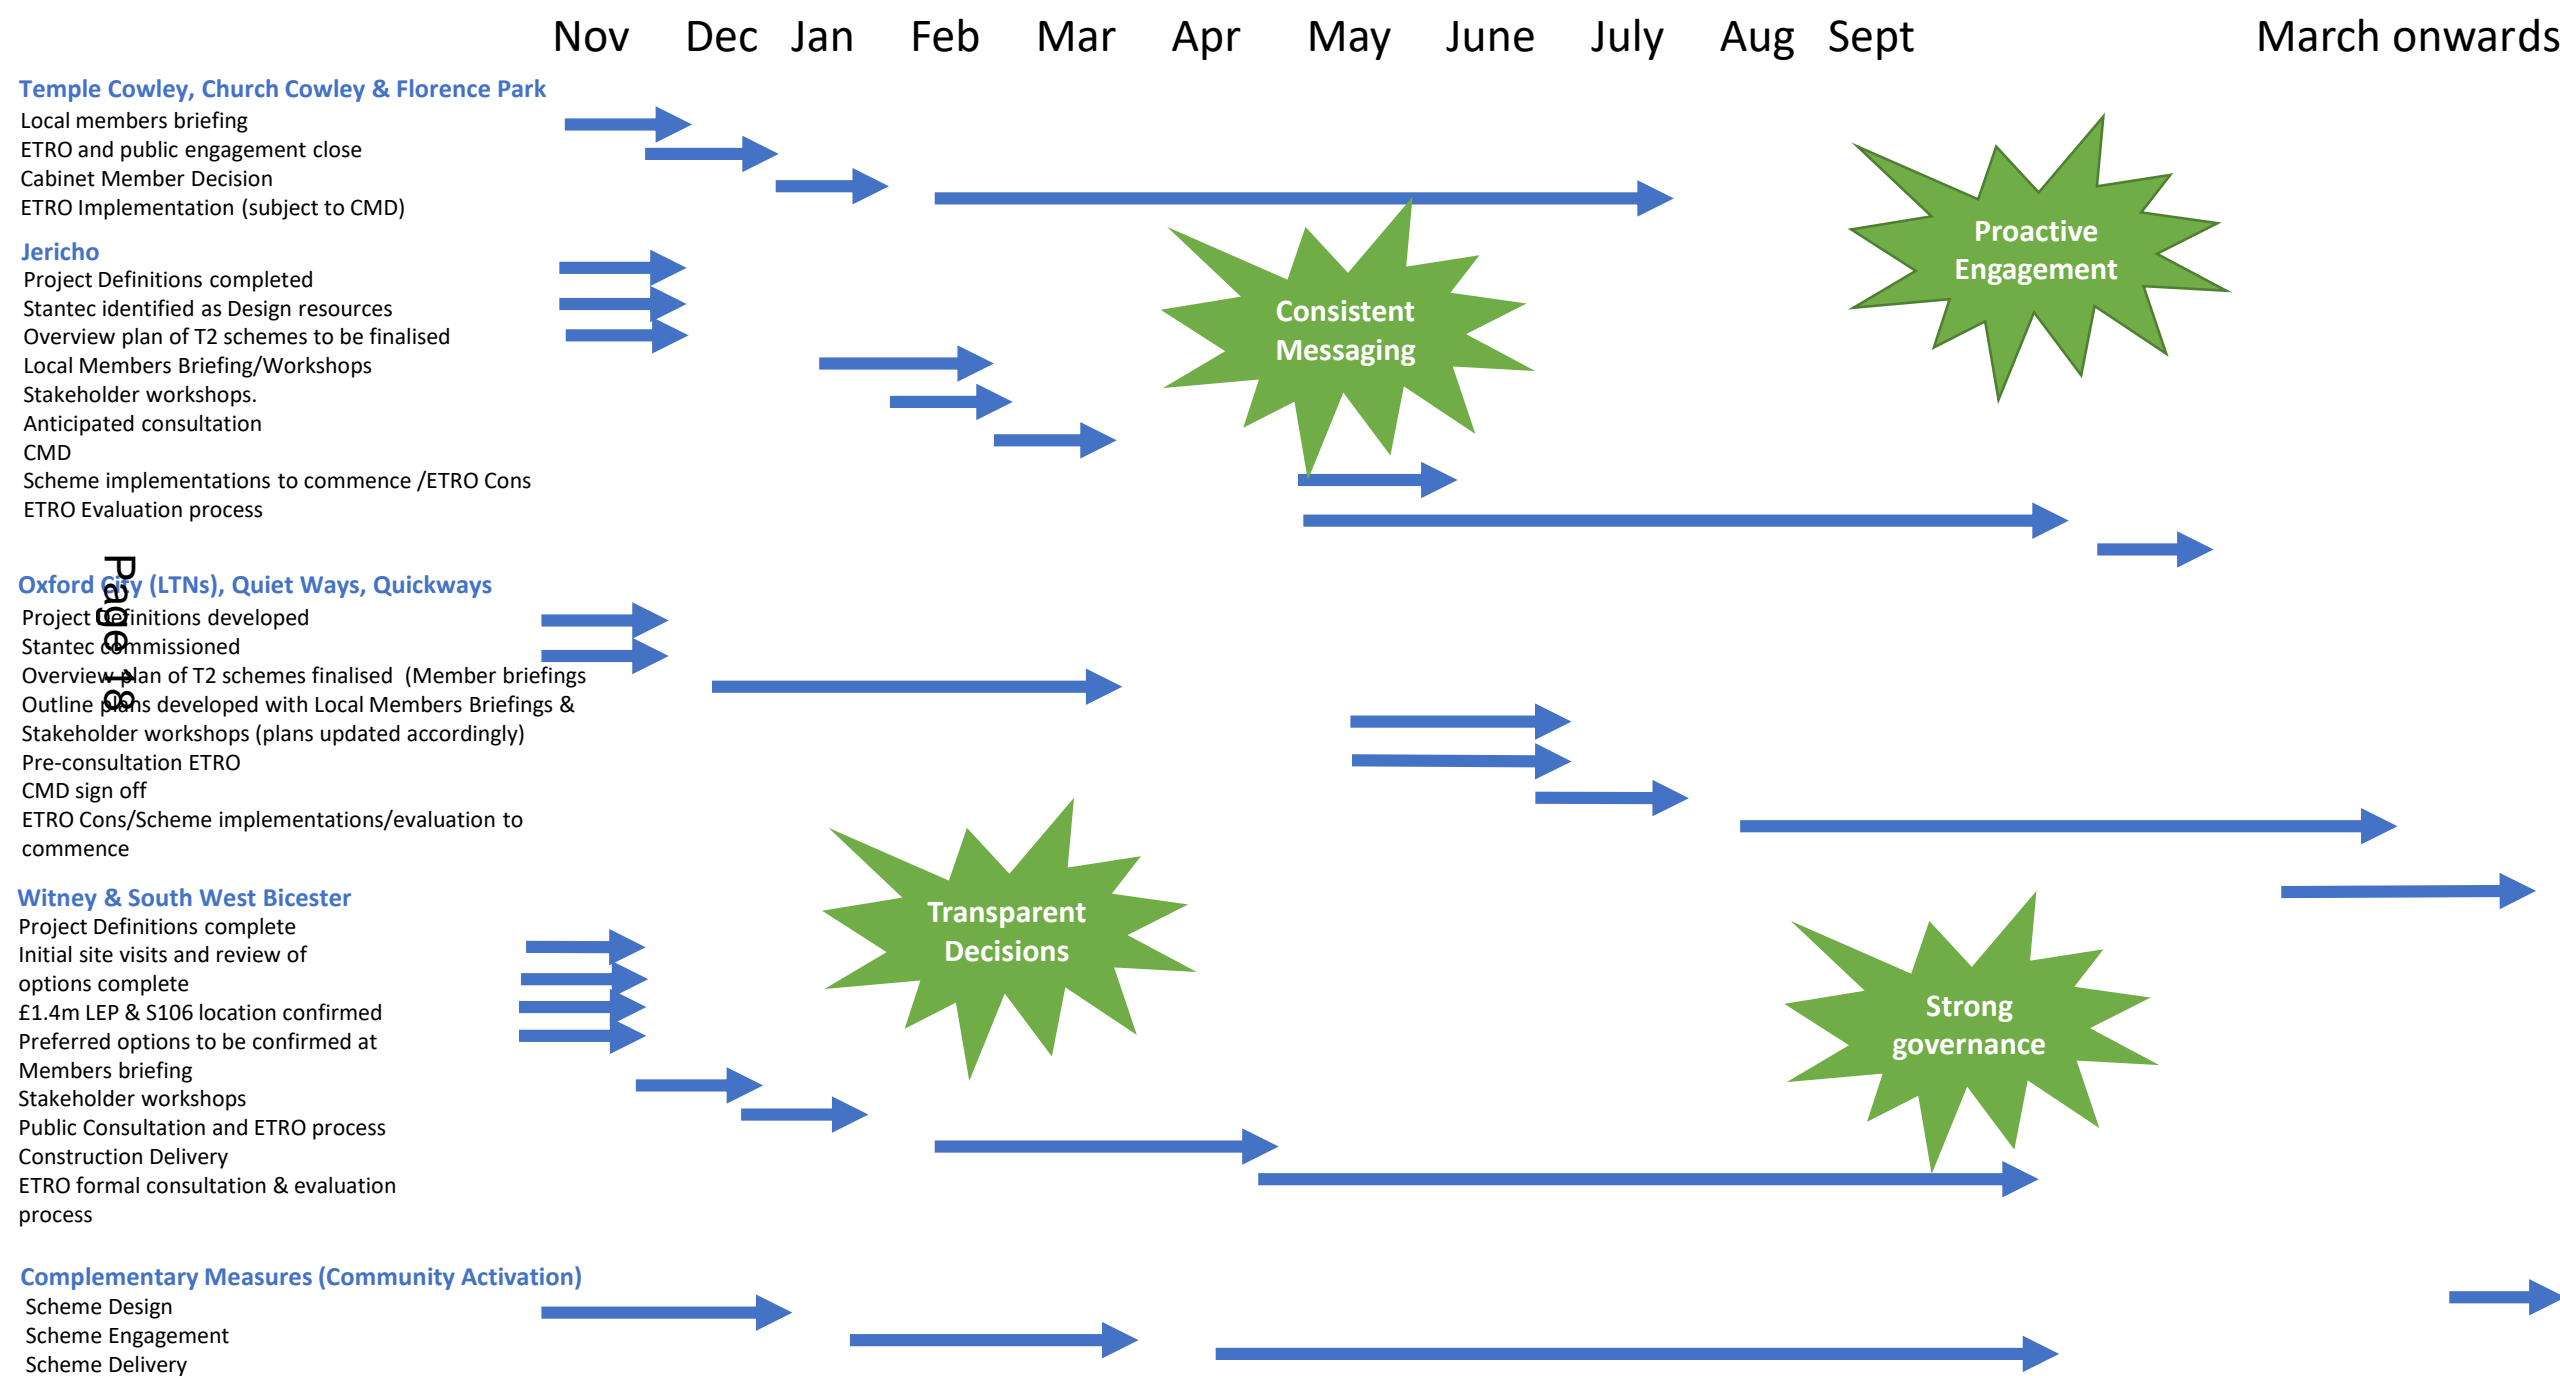 Nov Dec Jan Feb Mar Apr May June July Aug Sept March onwards
Temple Cowley, Church Cowley & Florence Park
Local members briefing
ETRO and public engagement close
Cabinet Member Decision
ETRO Implementation (subject to CMD)
Proactive
Engagement
Consistent
Messaging
Jericho
Project Definitions completed
Stantec identified as Design resources
Overview plan of T2 schemes to be finalised
Local Members Briefing/Workshops
Stakeholder workshops.
Anticipated consultation
CMD
Scheme implementations to commence /ETRO Cons
ETRO Evaluation process
Page 18
Oxford City (LTNs), Quiet Ways, Quickways
Project Definitions developed
Stantec commissioned
Overview plan of T2 schemes finalised  (Member briefings
Outline plans developed with Local Members Briefings &
Stakeholder workshops (plans updated accordingly)
Pre-consultation ETRO
CMD sign off
ETRO Cons/Scheme implementations/evaluation to
commence
Transparent
Decisions
Strong
governance
Witney & South West Bicester
Project Definitions complete
Initial site visits and review of
options complete
£1.4m LEP & S106 location confirmed
Preferred options to be confirmed at
Members briefing
Stakeholder workshops
Public Consultation and ETRO process
Construction Delivery
ETRO formal consultation & evaluation
process
Complementary Measures (Community Activation)
Scheme Design
Scheme Engagement
Scheme Delivery